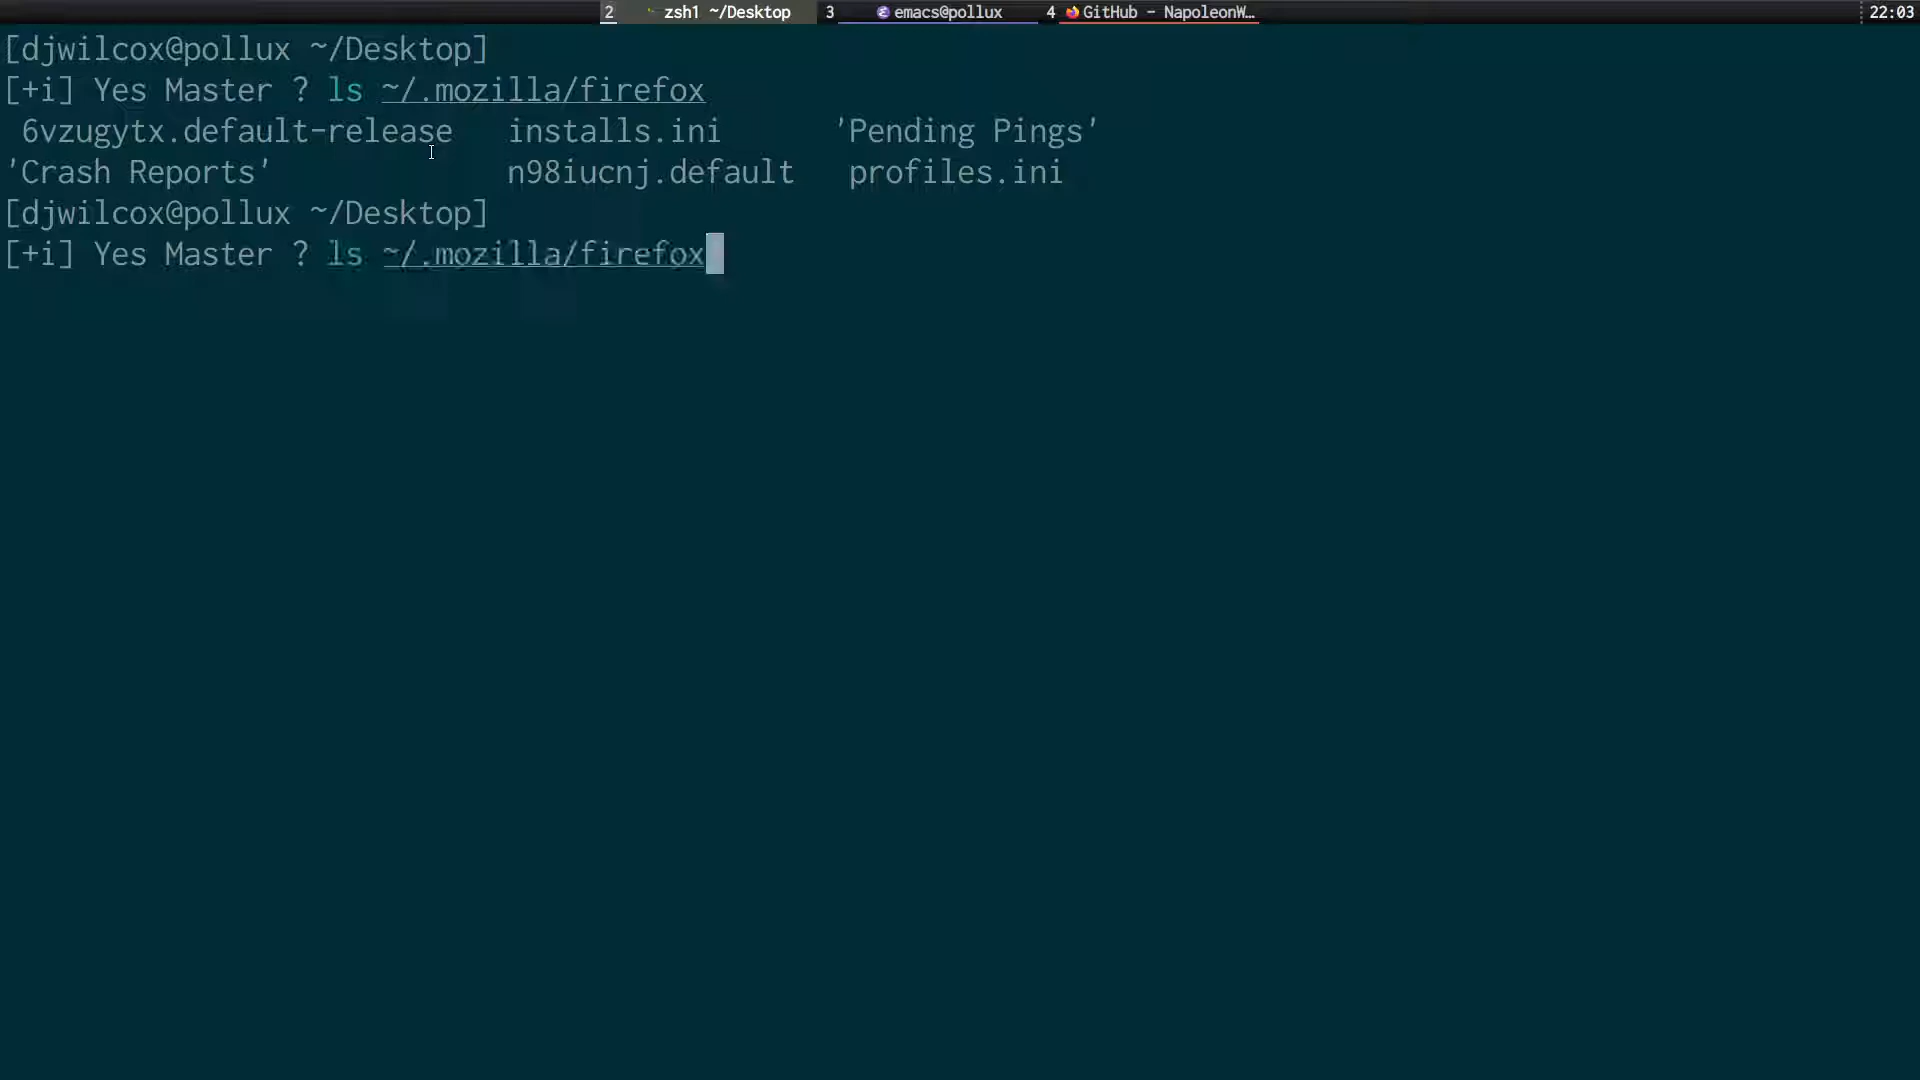 2 zsh1 ~/Desktop 3 emacs@pollux 4 GitHub - NapoleonW… 22:03
[djwilcox@pollux ~/Desktop]
[+i] Yes Master ? ls ~/.mozilla/firefox
6vzugytx.default-release installs.ini 'Pending Pings'
'Crash Reports' n98iucnj.default profiles.ini
[djwilcox@pollux ~/Desktop]
[+i] Yes Master ? ls ~/.mozilla/firefox